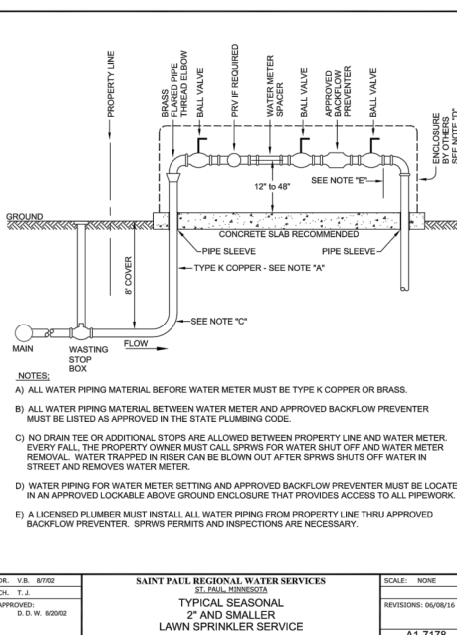 PROPERTY LINE
BRASS
FLARED PIPE
THREAD ELBOW
BALL VALVE
PRV IF REQUIRED
WATER METER
SPACER
BALL VALVE
APPROVED
BACKFLOW
PREVENTER
BALL VALVE
ENCLOSURE
BY OTHERS
SEE NOTE "D"
12" to 48"
SEE NOTE "E"
GROUND
CONCRETE SLAB RECOMMENDED
PIPE SLEEVE
PIPE SLEEVE
8' COVER
TYPE K COPPER - SEE NOTE "A"
SEE NOTE "C"
MAIN
WASTING
STOP
BOX
FLOW
NOTES;
A) ALL WATER PIPING MATERIAL BEFORE WATER METER MUST BE TYPE K COPPER OR BRASS.
B) ALL WATER PIPING MATERIAL BETWEEN WATER METER AND APPROVED BACKFLOW PREVENTER
MUST BE LISTED AS APPROVED IN THE STATE PLUMBING CODE.
C) NO DRAIN TEE OR ADDITIONAL STOPS ARE ALLOWED BETWEEN PROPERTY LINE AND WATER METER.
EVERY FALL, THE PROPERTY OWNER MUST CALL SPRWS FOR WATER SHUT OFF AND WATER METER
REMOVAL. WATER TRAPPED IN RISER CAN BE BLOWN OUT AFTER SPRWS SHUTS OFF WATER IN
STREET AND REMOVES WATER METER.
D) WATER PIPING FOR WATER METER SETTING AND APPROVED BACKFLOW PREVENTER MUST BE LOCATE
IN AN APPROVED LOCKABLE ABOVE GROUND ENCLOSURE THAT PROVIDES ACCESS TO ALL PIPEWORK.
E) A LICENSED PLUMBER MUST INSTALL ALL WATER PIPING FROM PROPERTY LINE THRU APPROVED
BACKFLOW PREVENTER. SPRWS PERMITS AND INSPECTIONS ARE NECESSARY.
DR. V.B. 8/7/02
CH. T. J.
APPROVED:
D. D. W. 8/20/02
SAINT PAUL REGIONAL WATER SERVICES
ST. PAUL, MINNESOTA
TYPICAL SEASONAL
2" AND SMALLER
LAWN SPRINKLER SERVICE
SCALE: NONE
REVISIONS: 06/08/16
A1-7178